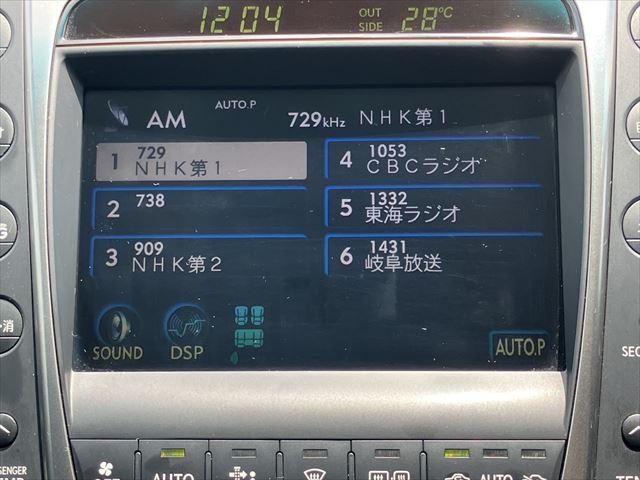 12:04 OUT SIDE 28°C
AUTO.P
AM 729kHz NHK第1
1 729 NHK第1
2 738
3 909 NHK第2
4 1053 CBCラジオ
5 1332 東海ラジオ
6 1431 岐阜放送
SOUND DSP AUTO.P
消
AUTO AUTO